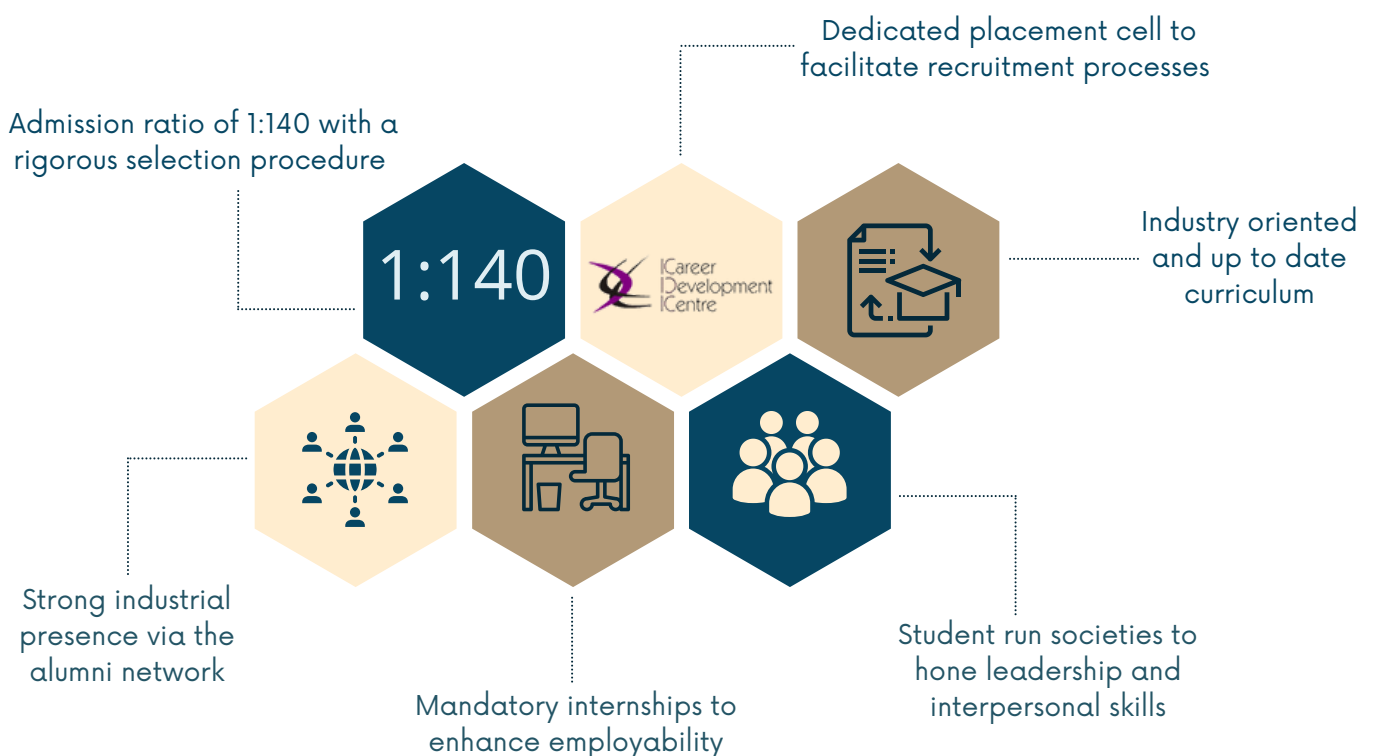 Dedicated placement cell to
facilitate recruitment processes
Admission ratio of 1:140 with a
rigorous selection procedure
1:140
Career
Development
Centre
Industry oriented
and up to date
curriculum
Strong industrial
presence via the
alumni network
Mandatory internships to
enhance employability
Student run societies to
hone leadership and
interpersonal skills